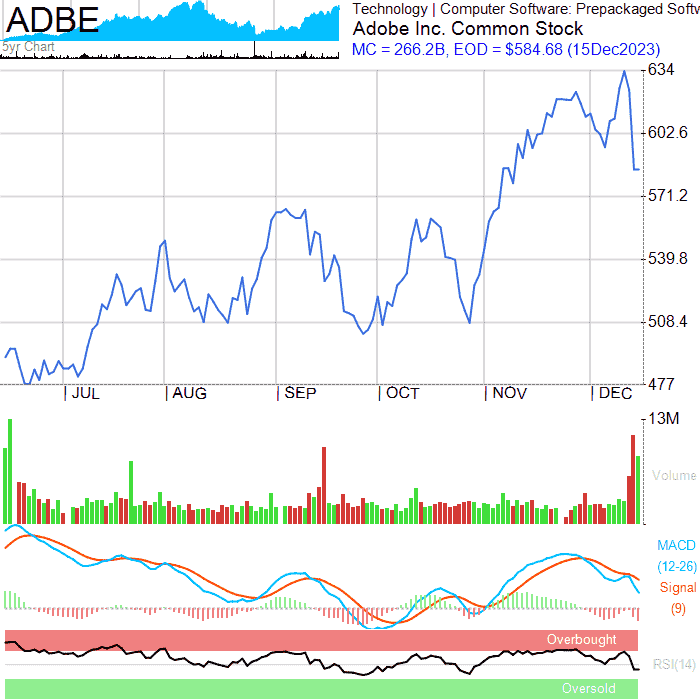 ADBE
5yr Chart
Technology | Computer Software: Prepackaged Softw
Adobe Inc. Common Stock
MC = 266.2B, EOD = $584.68 (15Dec2023)
634
602.6
571.2
539.8
508.4
477
| JUL | AUG | SEP | OCT | NOV | DEC
13M
Volume
MACD
(12-26)
Signal
(9)
Overbought
RSI(14)
Oversold